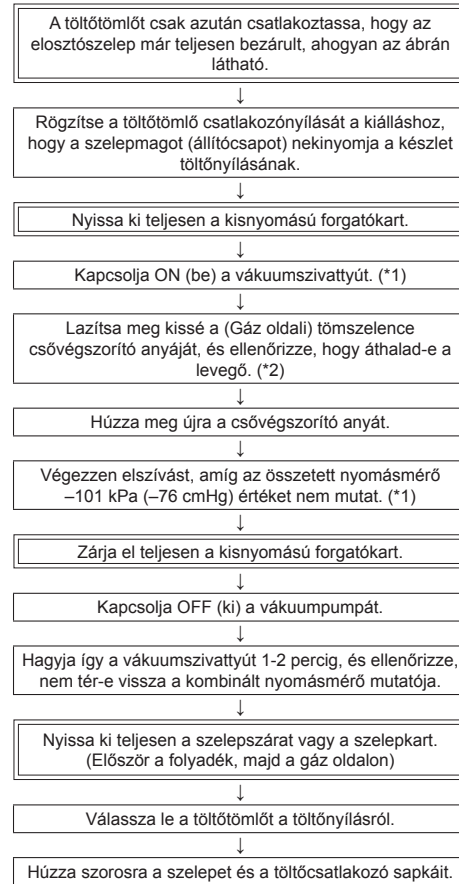 A töltőtömlőt csak azután csatlakoztassa, hogy az
elosztószelep már teljesen bezárult, ahogyan az ábrán
látható.
↓
Rögzítse a töltőtömlő csatlakozónyílását a kiálláshoz,
hogy a szelepmagot (állítócsapot) nekinyomja a készlet
töltőnyílásának.
↓
Nyissa ki teljesen a kisnyomású forgatókart.
↓
Kapcsolja ON (be) a vákuumszivattyút. (*1)
↓
Lazítsa meg kissé a (Gáz oldali) tömszelence
csővégszorító anyáját, és ellenőrizze, hogy áthalad-e a
levegő. (*2)
↓
Húzza meg újra a csővégszorító anyát.
↓
Végezzen elszívást, amíg az összetett nyomásmérő
–101 kPa (–76 cmHg) értéket nem mutat. (*1)
↓
Zárja el teljesen a kisnyomású forgatókart.
↓
Kapcsolja OFF (ki) a vákuumpumpát.
↓
Hagyja így a vákuumszivattyút 1-2 percig, és ellenőrizze,
nem tér-e vissza a kombinált nyomásmérő mutatója.
↓
Nyissa ki teljesen a szelepszárat vagy a szelepkart.
(Először a folyadék, majd a gáz oldalon)
↓
Válassza le a töltőtömlőt a töltőnyílásról.
↓
Húzza szorosra a szelepet és a töltőcsatlakozó sapkáit.